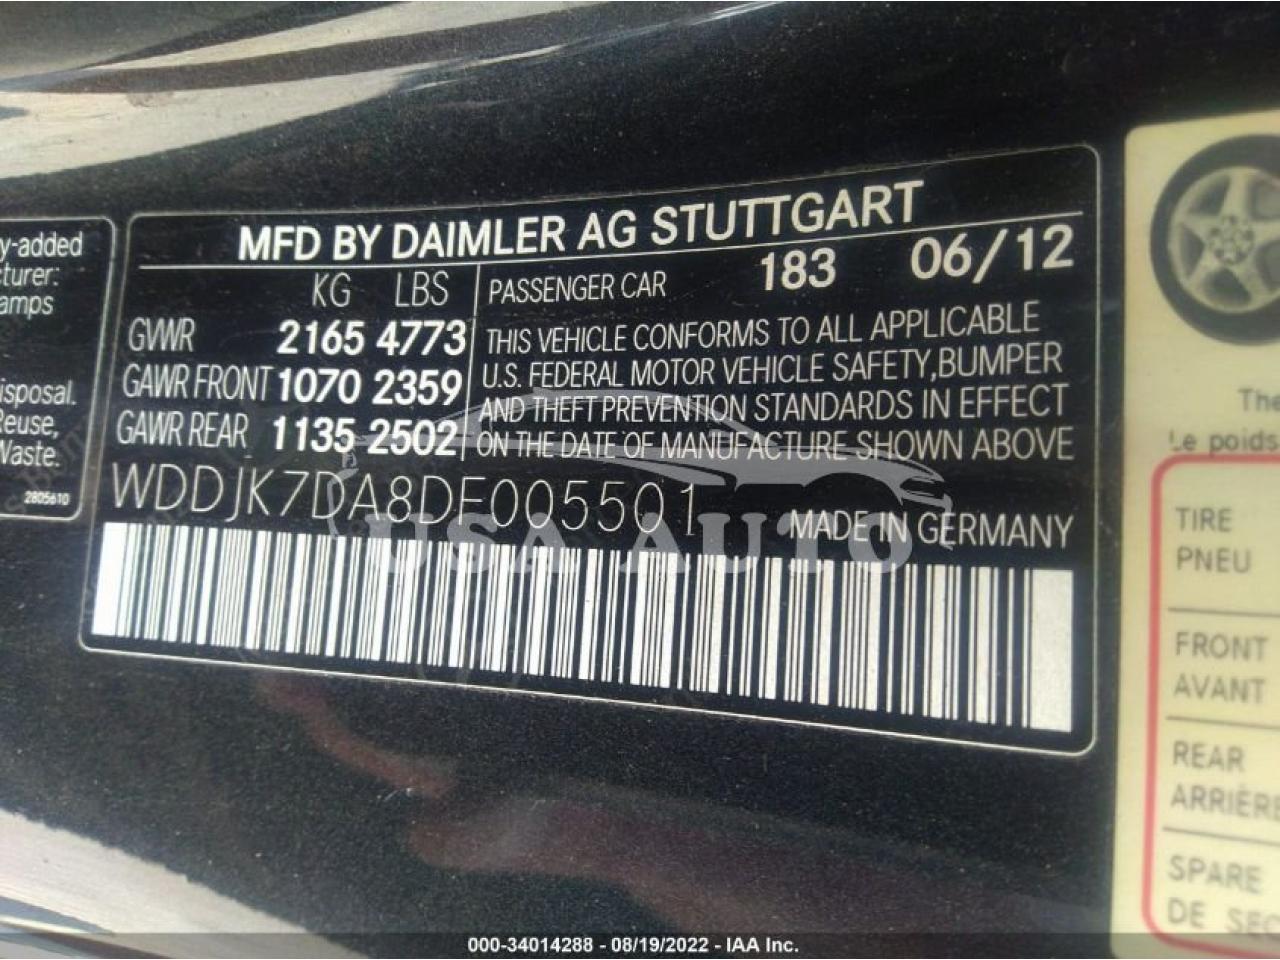 y-added
cturer:
amps
isposal.
Reuse,
Waste.
2805610
MFD BY DAIMLER AG STUTTGART
KG LBS
GVWR 2165 4773
GAWR FRONT 1070 2359
GAWR REAR 1135 2502
PASSENGER CAR 183 06/12
THIS VEHICLE CONFORMS TO ALL APPLICABLE
U.S. FEDERAL MOTOR VEHICLE SAFETY, BUMPER
AND THEFT PREVENTION STANDARDS IN EFFECT
ON THE DATE OF MANUFACTURE SHOWN ABOVE
WDDJK7DA8DF005501
MADE IN GERMANY
USA AUTO
The
Le poids
TIRE
PNEU
FRONT
AVANT
REAR
ARRIÈRE
SPARE
DE SEC
000-34014288 - 08/19/2022 - IAA Inc.